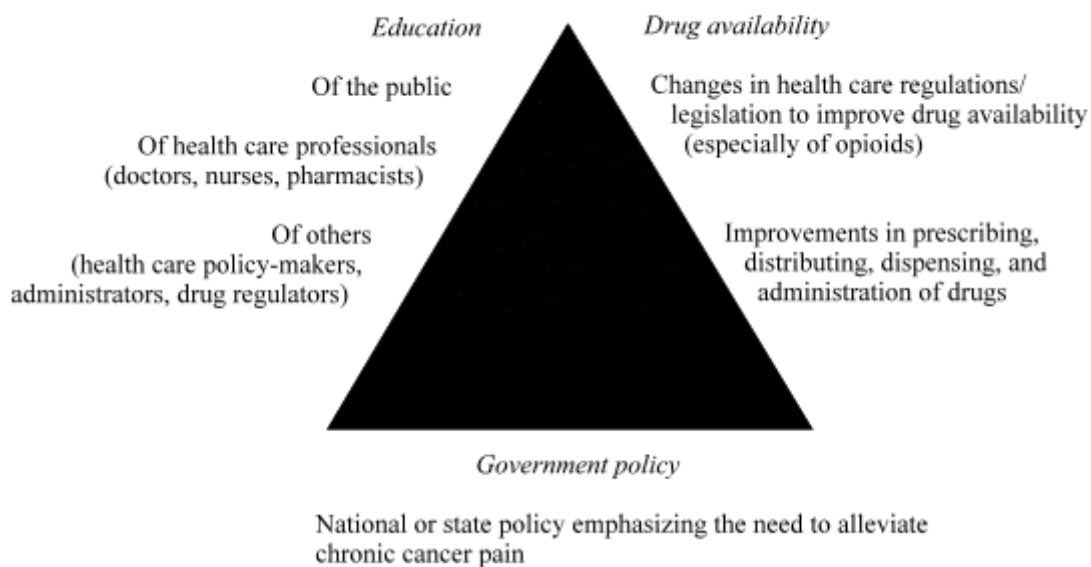 Education
Of the public
Of health care professionals
(doctors, nurses, pharmacists)
Of others
(health care policy-makers,
administrators, drug regulators)
Drug availability
Changes in health care regulations/
legislation to improve drug availability
(especially of opioids)
Improvements in prescribing,
distributing, dispensing, and
administration of drugs
Government policy
National or state policy emphasizing the need to alleviate
chronic cancer pain